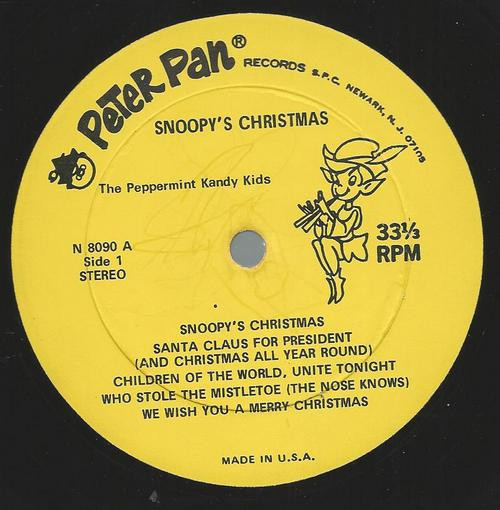 PETER PAN® RECORDS S.P.C. NEWARK, N.J. 07105
SNOOPY'S CHRISTMAS
The Peppermint Kandy Kids
N 8090 A
Side 1
STEREO
33⅓
RPM
SNOOPY'S CHRISTMAS
SANTA CLAUS FOR PRESIDENT
(AND CHRISTMAS ALL YEAR ROUND)
CHILDREN OF THE WORLD, UNITE TONIGHT
WHO STOLE THE MISTLETOE (THE NOSE KNOWS)
WE WISH YOU A MERRY CHRISTMAS
MADE IN U.S.A.